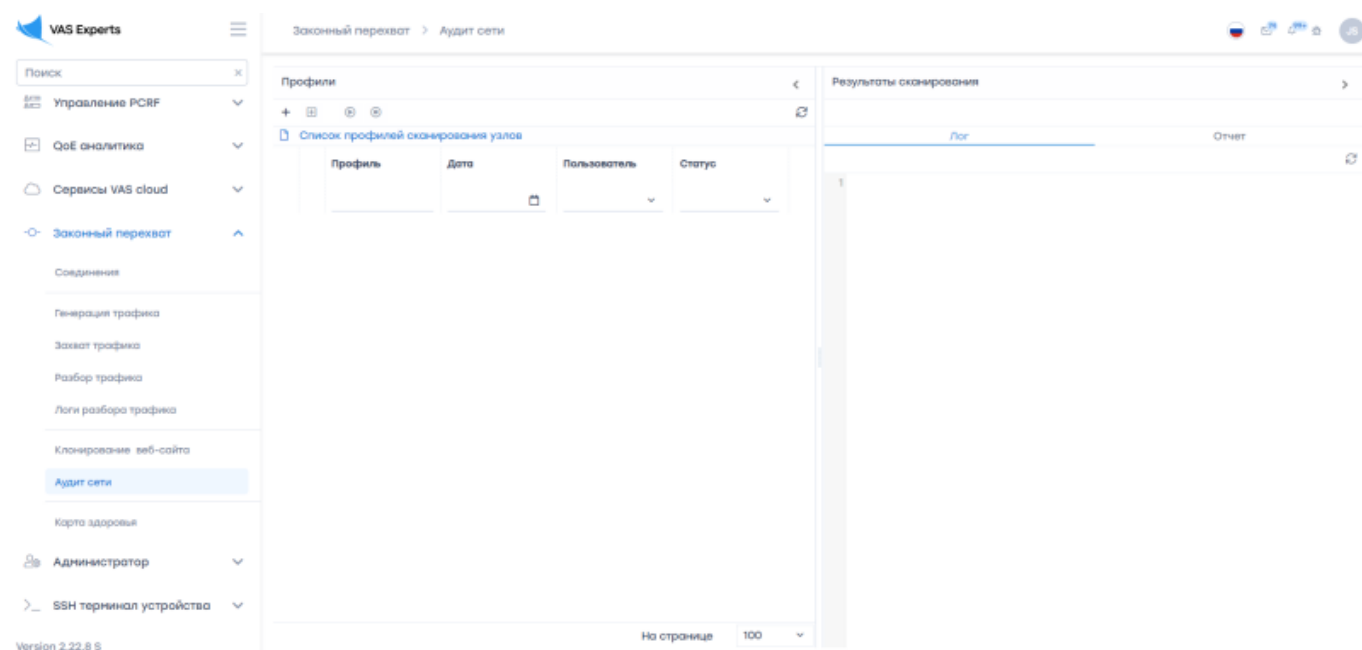 VAS Experts
Законный перехват > Аудит сети
99+
JS
Поиск
Управление PCRF
QoE аналитика
Сервисы VAS cloud
Законный перехват
Соединения
Генерация трафика
Захват трафика
Разбор трафика
Логи разбора трафика
Клонирование веб-сайта
Аудит сети
Карта здоровья
Администратор
>_ SSH терминал устройства
Version 2.22.8 S
Профили
Список профилей сканирования узлов
Профиль Дата Пользователь Статус
На странице 100
Результаты сканирования
Лог Отчет
1